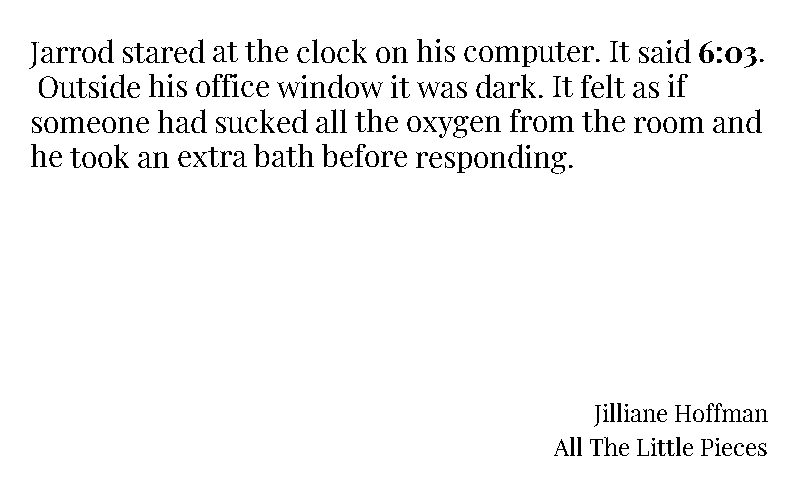 Jarrod stared at the clock on his computer. It said 6:03.
Outside his office window it was dark. It felt as if
someone had sucked all the oxygen from the room and
he took an extra bath before responding.
Jilliane Hoffman
All The Little Pieces